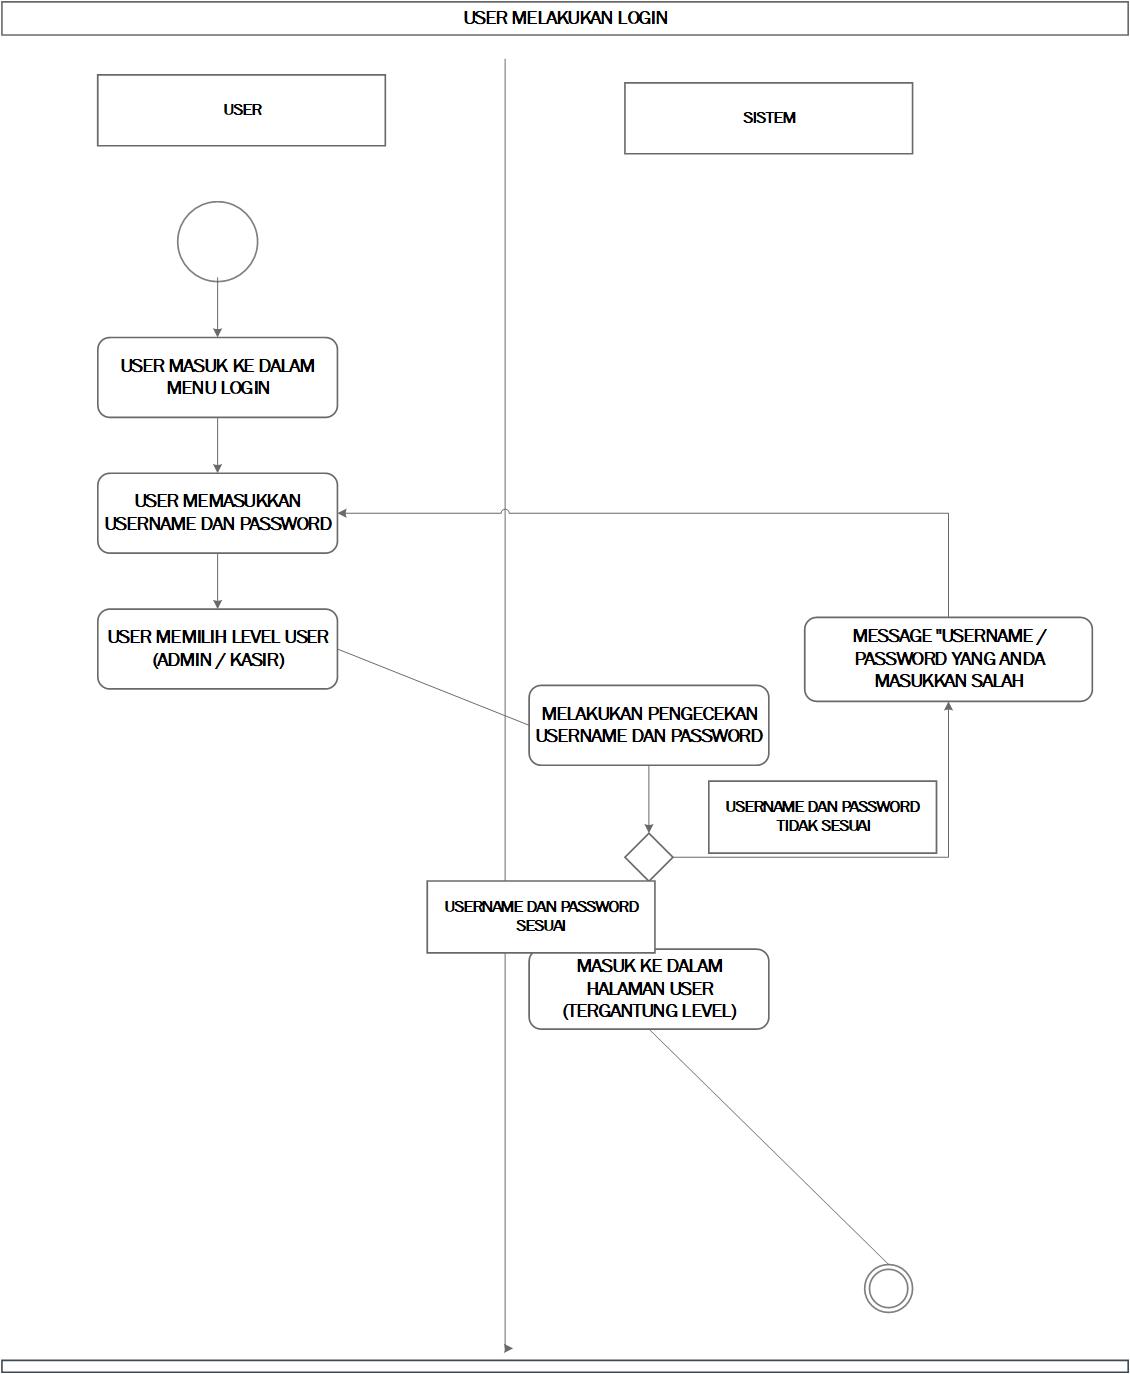 USER MELAKUKAN LOGIN
USER
SISTEM
USER MASUK KE DALAM
MENU LOGIN
USER MEMASUKKAN
USERNAME DAN PASSWORD
USER MEMILIH LEVEL USER
(ADMIN / KASIR)
MESSAGE "USERNAME /
PASSWORD YANG ANDA
MASUKKAN SALAH
MELAKUKAN PENGECEKAN
USERNAME DAN PASSWORD
USERNAME DAN PASSWORD
TIDAK SESUAI
USERNAME DAN PASSWORD
SESUAI
MASUK KE DALAM
HALAMAN USER
(TERGANTUNG LEVEL)